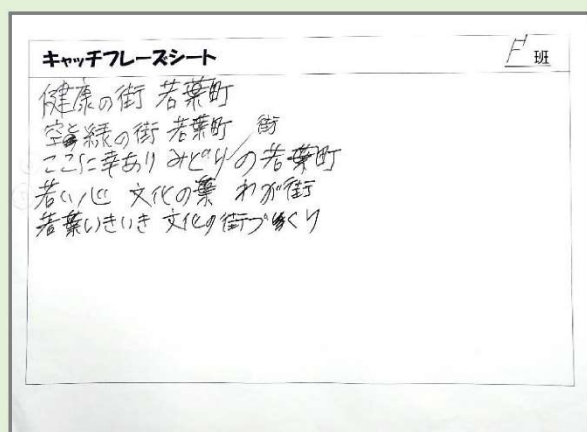 キャッチフレーズシート
F 班
健康の街 若葉町
空と緑の街 若葉町
ここに幸あり みどりの街の若葉町
若い心 文化の葉 わが街
若葉いきいき 文化の街づくり